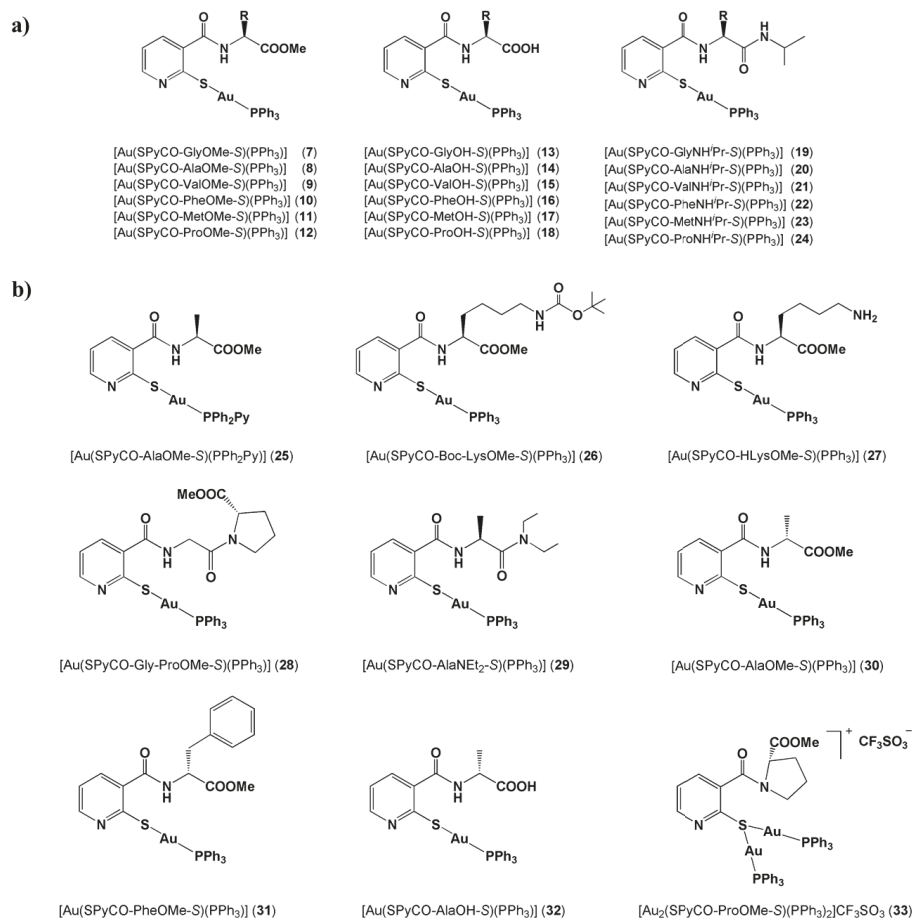 a)
O R
N
H
COOMe
N S
Au
PPh₃
O R
N
H
COOH
N S
Au
PPh₃
O R
N
H
H
N
O
N S
Au
PPh₃
[Au(SPyCO-GlyOMe-S)(PPh₃)] (7)
[Au(SPyCO-AlaOMe-S)(PPh₃)] (8)
[Au(SPyCO-ValOMe-S)(PPh₃)] (9)
[Au(SPyCO-PheOMe-S)(PPh₃)] (10)
[Au(SPyCO-MetOMe-S)(PPh₃)] (11)
[Au(SPyCO-ProOMe-S)(PPh₃)] (12)
[Au(SPyCO-GlyOH-S)(PPh₃)] (13)
[Au(SPyCO-AlaOH-S)(PPh₃)] (14)
[Au(SPyCO-ValOH-S)(PPh₃)] (15)
[Au(SPyCO-PheOH-S)(PPh₃)] (16)
[Au(SPyCO-MetOH-S)(PPh₃)] (17)
[Au(SPyCO-ProOH-S)(PPh₃)] (18)
[Au(SPyCO-GlyNHⁱPr-S)(PPh₃)] (19)
[Au(SPyCO-AlaNHⁱPr-S)(PPh₃)] (20)
[Au(SPyCO-ValNHⁱPr-S)(PPh₃)] (21)
[Au(SPyCO-PheNHⁱPr-S)(PPh₃)] (22)
[Au(SPyCO-MetNHⁱPr-S)(PPh₃)] (23)
[Au(SPyCO-ProNHⁱPr-S)(PPh₃)] (24)
b)
O
N
H
COOMe
N S
Au
PPh₂Py
[Au(SPyCO-AlaOMe-S)(PPh₂Py)] (25)
O
N
H
O
O
N
H
COOMe
N S
Au
PPh₃
[Au(SPyCO-Boc-LysOMe-S)(PPh₃)] (26)
NH₂
O
N
H
COOMe
N S
Au
PPh₃
[Au(SPyCO-HLysOMe-S)(PPh₃)] (27)
MeOOC
O
N
H
N
O
N S
Au
PPh₃
[Au(SPyCO-Gly-ProOMe-S)(PPh₃)] (28)
O
N
H
N
O
N S
Au
PPh₃
[Au(SPyCO-AlaNEt₂-S)(PPh₃)] (29)
O
N
H
COOMe
N S
Au
PPh₃
[Au(SPyCO-AlaOMe-S)(PPh₃)] (30)
O
N
H
COOMe
N S
Au
PPh₃
[Au(SPyCO-PheOMe-S)(PPh₃)] (31)
O
N
H
COOH
N S
Au
PPh₃
[Au(SPyCO-AlaOH-S)(PPh₃)] (32)
COOMe
+ CF₃SO₃⁻
O
N
N S
Au
PPh₃
Au
PPh₃
[Au₂(SPyCO-ProOMe-S)(PPh₃)₂]CF₃SO₃ (33)